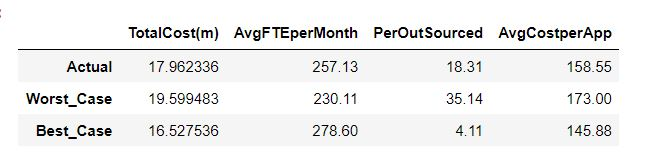 TotalCost(m) AvgFTEperMonth PerOutSourced AvgCostperApp
Actual 17.962336 257.13 18.31 158.55
Worst_Case 19.599483 230.11 35.14 173.00
Best_Case 16.527536 278.60 4.11 145.88